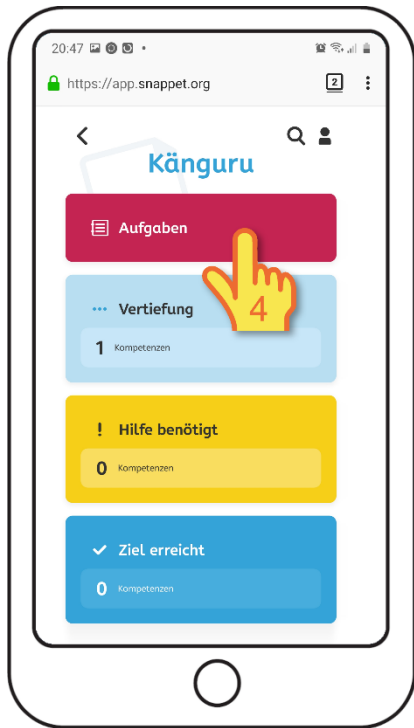 20:47
https://app.snappet.org 2
Känguru
Aufgaben
4
Vertiefung
1 Kompetenzen
! Hilfe benötigt
0 Kompetenzen
Ziel erreicht
0 Kompetenzen